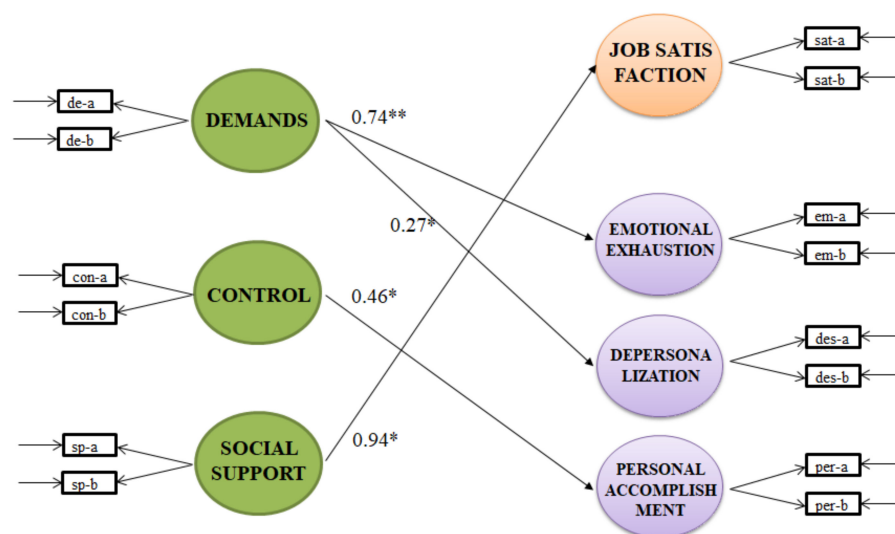 JOB SATIS
FACTION
sat-a
sat-b
de-a
de-b
DEMANDS
0.74**
0.27*
EMOTIONAL
EXHAUSTION
em-a
em-b
con-a
con-b
CONTROL
0.46*
DEPERSONA
LIZATION
des-a
des-b
sp-a
sp-b
SOCIAL
SUPPORT
0.94*
PERSONAL
ACCOMPLISH
MENT
per-a
per-b